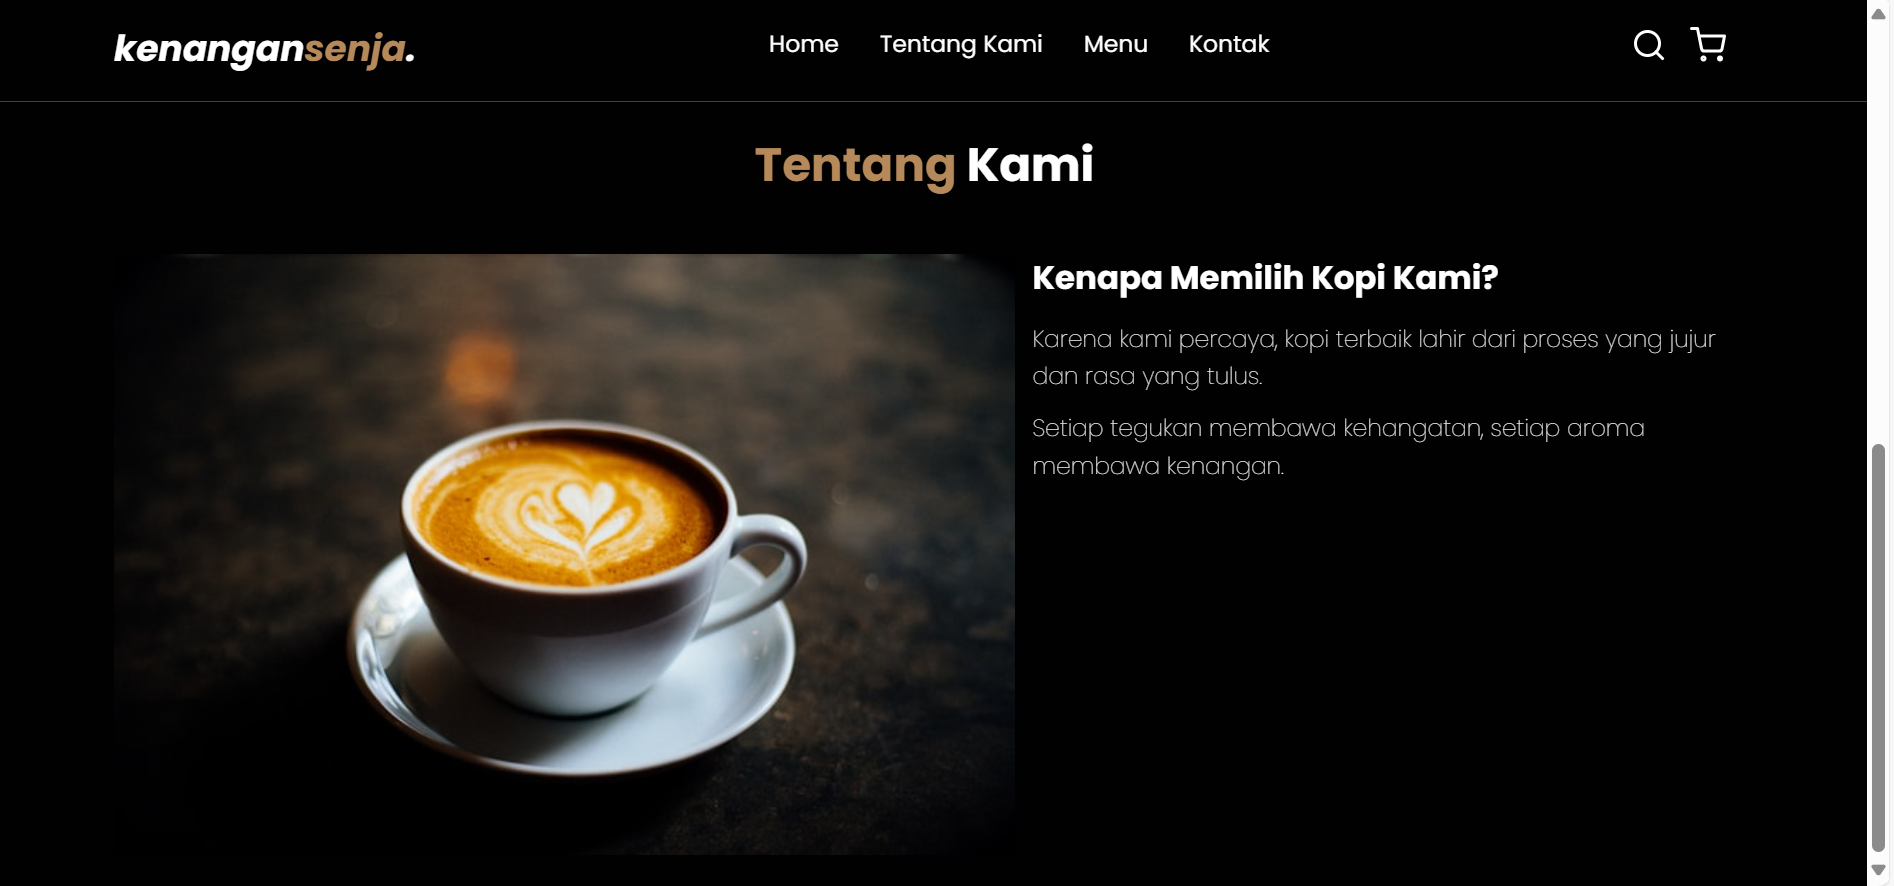 kenangansenja.
Home Tentang Kami Menu Kontak
Tentang Kami
Kenapa Memilih Kopi Kami?
Karena kami percaya, kopi terbaik lahir dari proses yang jujur
dan rasa yang tulus.
Setiap tegukan membawa kehangatan, setiap aroma
membawa kenangan.